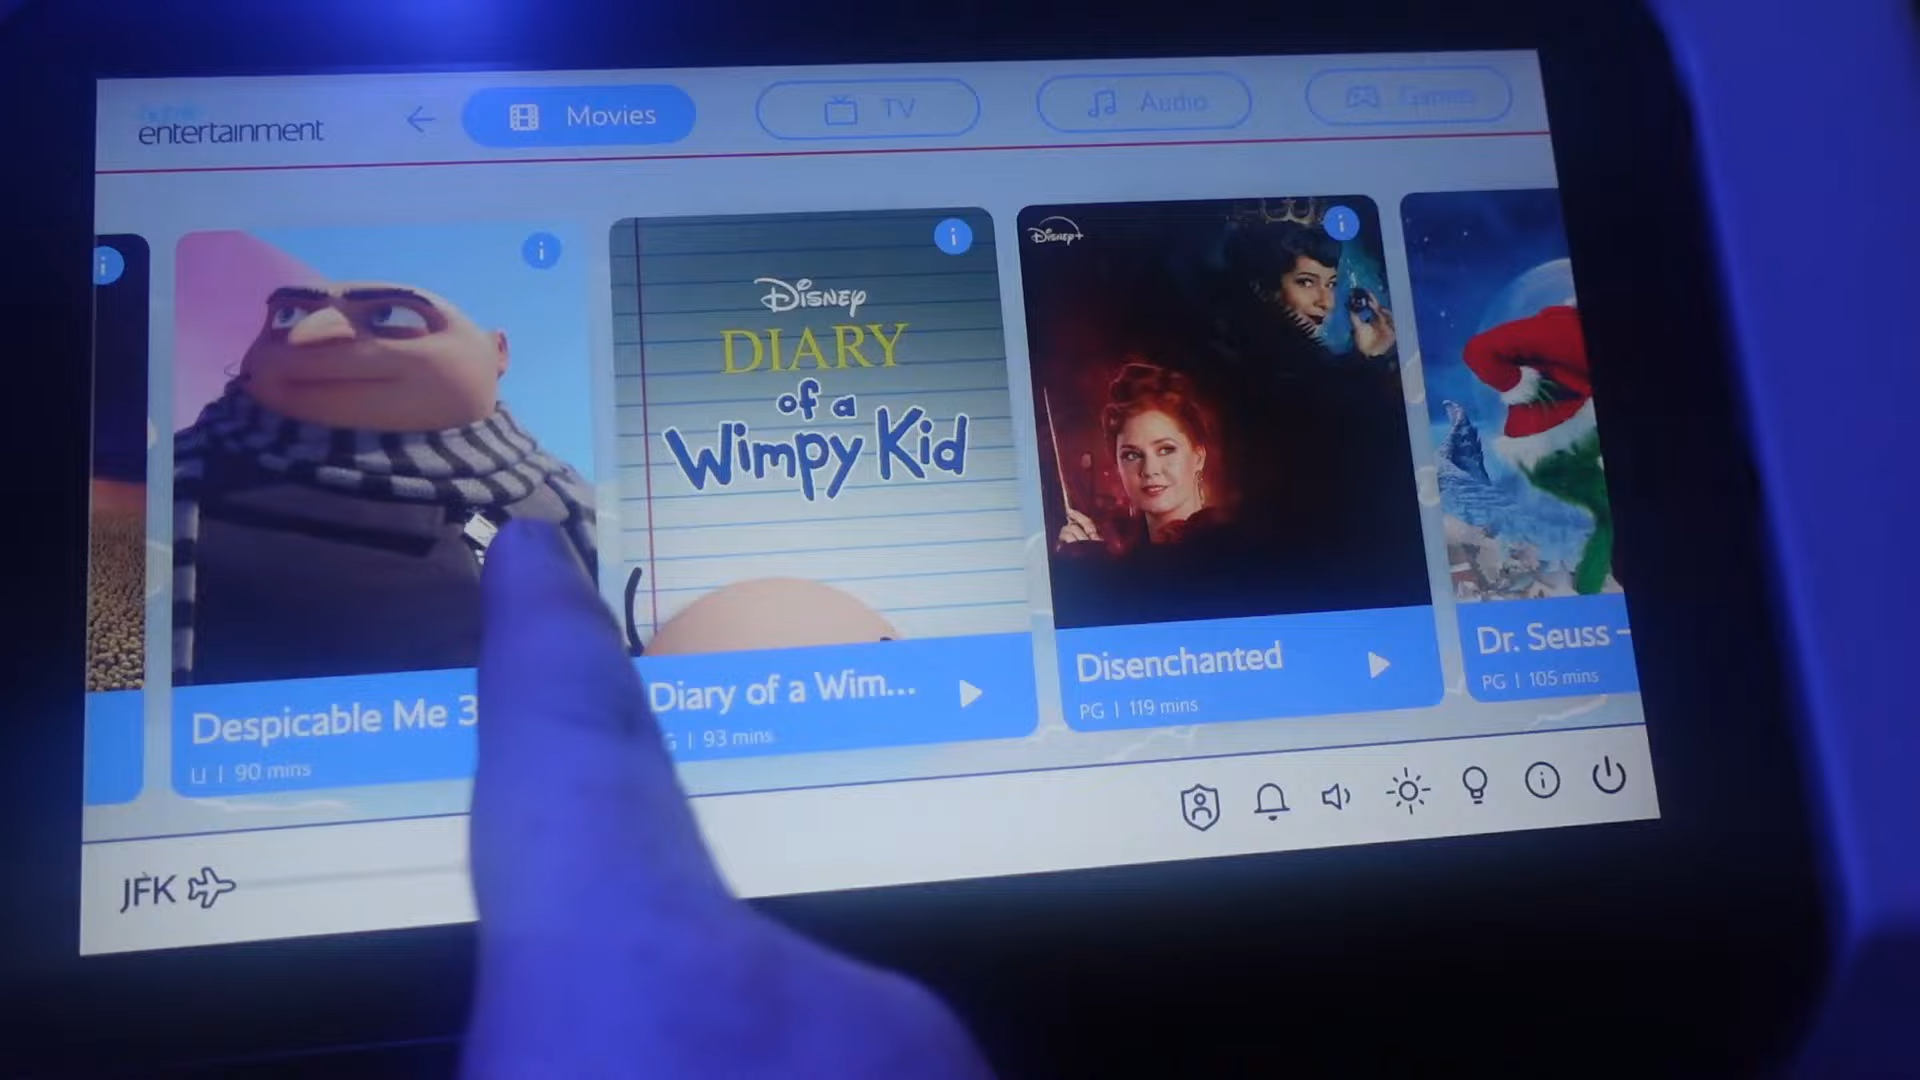 entertainment
Movies
TV
Audio
Games
DISNEY
DIARY
of a
Wimpy Kid
DISNEY+
Despicable Me 3
U | 90 mins
Diary of a Wim...
| 93 mins
Disenchanted
PG | 119 mins
Dr. Seuss –
PG | 105 mins
JFK